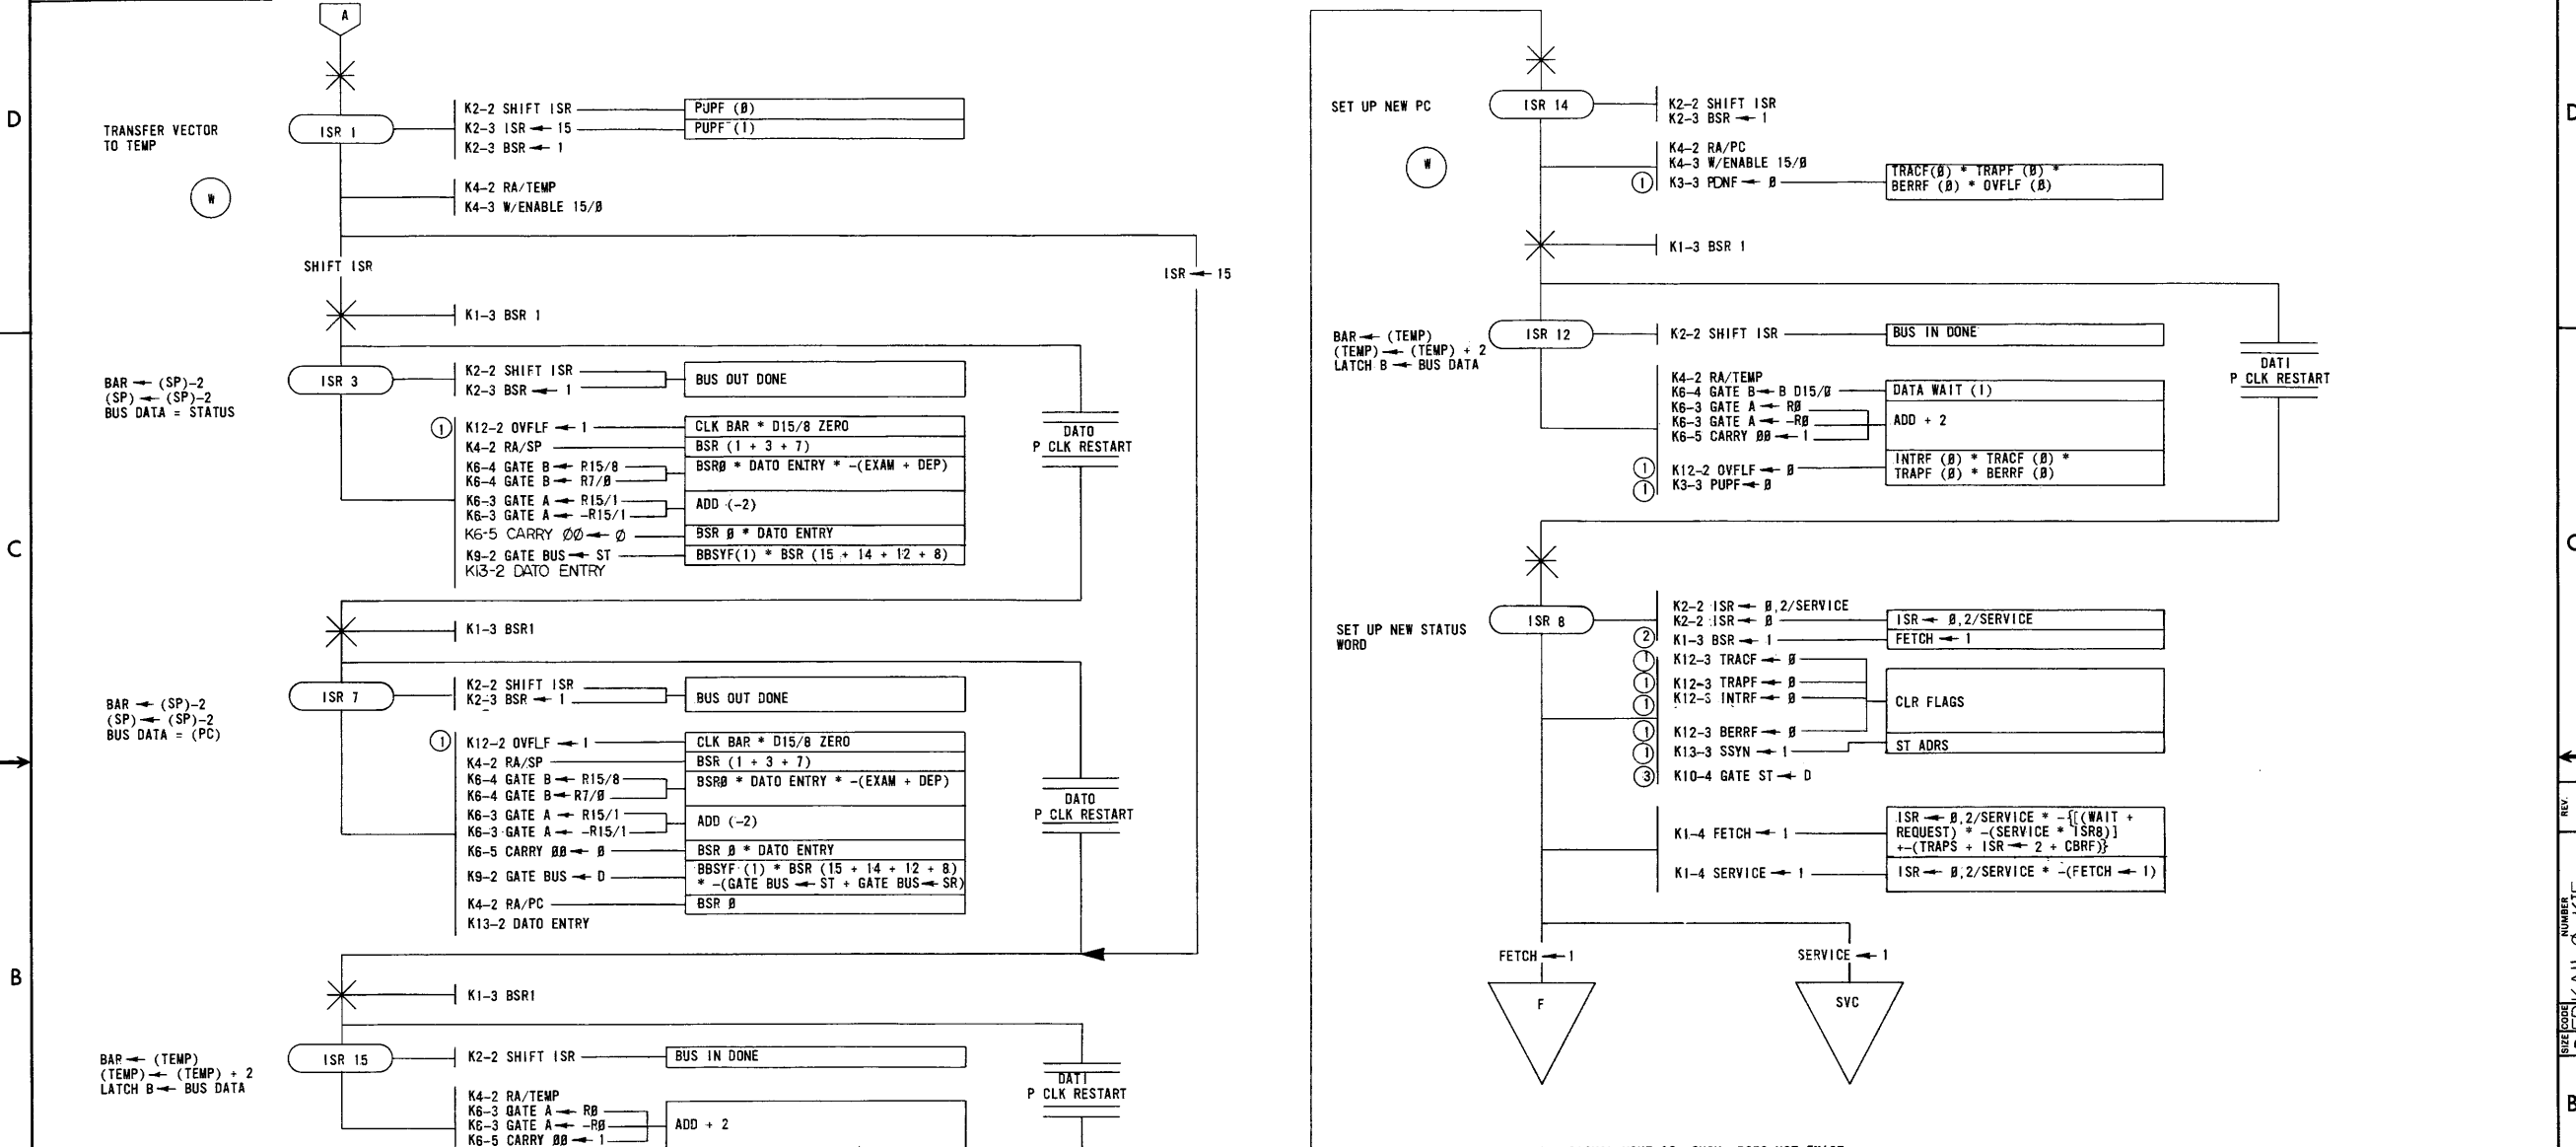 A
D
TRANSFER VECTOR
TO TEMP
ISR 1
K2-2 SHIFT ISR
PUPF (Ø)
K2-3 ISR ← 15
PUPF (1)
K2-3 BSR ← 1
W
K4-2 RA/TEMP
K4-3 W/ENABLE 15/Ø
SHIFT ISR
ISR ← 15
K1-3 BSR 1
BAR ← (SP)-2
(SP) ← (SP)-2
BUS DATA = STATUS
ISR 3
K2-2 SHIFT ISR
K2-3 BSR ← 1
BUS OUT DONE
1
K12-2 OVFLF ← 1
CLK BAR * D15/8 ZERO
K4-2 RA/SP
BSR (1 + 3 + 7)
K6-4 GATE B ← R15/8
K6-4 GATE B ← R7/Ø
BSRØ * DATO ENTRY * -(EXAM + DEP)
K6-3 GATE A ← R15/1
K6-3 GATE A ← -R15/1
ADD (-2)
K6-5 CARRY ØØ ← Ø
BSR Ø * DATO ENTRY
K9-2 GATE BUS ← ST
BBSYF(1) * BSR (15 + 14 + 12 + 8)
K13-2 DATO ENTRY
DATO
P CLK RESTART
C
K1-3 BSR1
BAR ← (SP)-2
(SP) ← (SP)-2
BUS DATA = (PC)
ISR 7
K2-2 SHIFT ISR
K2-3 BSR ← 1
BUS OUT DONE
1
K12-2 OVFLF ← 1
CLK BAR * D15/8 ZERO
K4-2 RA/SP
BSR (1 + 3 + 7)
K6-4 GATE B ← R15/8
K6-4 GATE B ← R7/Ø
BSRØ * DATO ENTRY * -(EXAM + DEP)
K6-3 GATE A ← R15/1
K6-3 GATE A ← -R15/1
ADD (-2)
K6-5 CARRY ØØ ← Ø
BSR Ø * DATO ENTRY
K9-2 GATE BUS ← D
BBSYF (1) * BSR (15 + 14 + 12 + 8)
* -(GATE BUS ← ST + GATE BUS ← SR)
K4-2 RA/PC
BSR Ø
K13-2 DATO ENTRY
DATO
P CLK RESTART
B
K1-3 BSR1
BAR ← (TEMP)
(TEMP) ← (TEMP) + 2
LATCH B ← BUS DATA
ISR 15
K2-2 SHIFT ISR
BUS IN DONE
K4-2 RA/TEMP
K6-3 GATE A ← RØ
K6-3 GATE A ← -RØ
K6-5 CARRY ØØ ← 1
ADD + 2
DATI
P CLK RESTART
SET UP NEW PC
ISR 14
K2-2 SHIFT ISR
K2-3 BSR ← 1
W
K4-2 RA/PC
K4-3 W/ENABLE 15/Ø
1
K3-3 PDNF ← Ø
TRACF(Ø) * TRAPF (Ø) *
BERRF (Ø) * OVFLF (Ø)
K1-3 BSR 1
BAR ← (TEMP)
(TEMP) ← (TEMP) + 2
LATCH B ← BUS DATA
ISR 12
K2-2 SHIFT ISR
BUS IN DONE
K4-2 RA/TEMP
K6-4 GATE B ← B D15/Ø
DATA WAIT (1)
K6-3 GATE A ← RØ
K6-3 GATE A ← -RØ
K6-5 CARRY ØØ ← 1
ADD + 2
1
K12-2 OVFLF ← Ø
INTRF (Ø) * TRACF (Ø) *
TRAPF (Ø) * BERRF (Ø)
1
K3-3 PUPF ← Ø
DATI
P CLK RESTART
SET UP NEW STATUS
WORD
ISR 8
K2-2 ISR ← Ø,2/SERVICE
K2-2 ISR ← Ø
ISR ← Ø,2/SERVICE
2
K1-3 BSR ← 1
FETCH ← 1
1
K12-3 TRACF ← Ø
1
K12-3 TRAPF ← Ø
1
K12-3 INTRF ← Ø
CLR FLAGS
1
K12-3 BERRF ← Ø
1
K13-3 SSYN ← 1
ST ADRS
3
K10-4 GATE ST ← D
K1-4 FETCH ← 1
ISR ← Ø,2/SERVICE * -{[(WAIT +
REQUEST) * -(SERVICE * ISR8)]
+-(TRAPS + ISR ← 2 + CBRF)}
K1-4 SERVICE ← 1
ISR ← Ø,2/SERVICE * -(FETCH ← 1)
FETCH ← 1
SERVICE ← 1
F
SVC
D
C
REV.
NUMBER
SIZE CODE
B